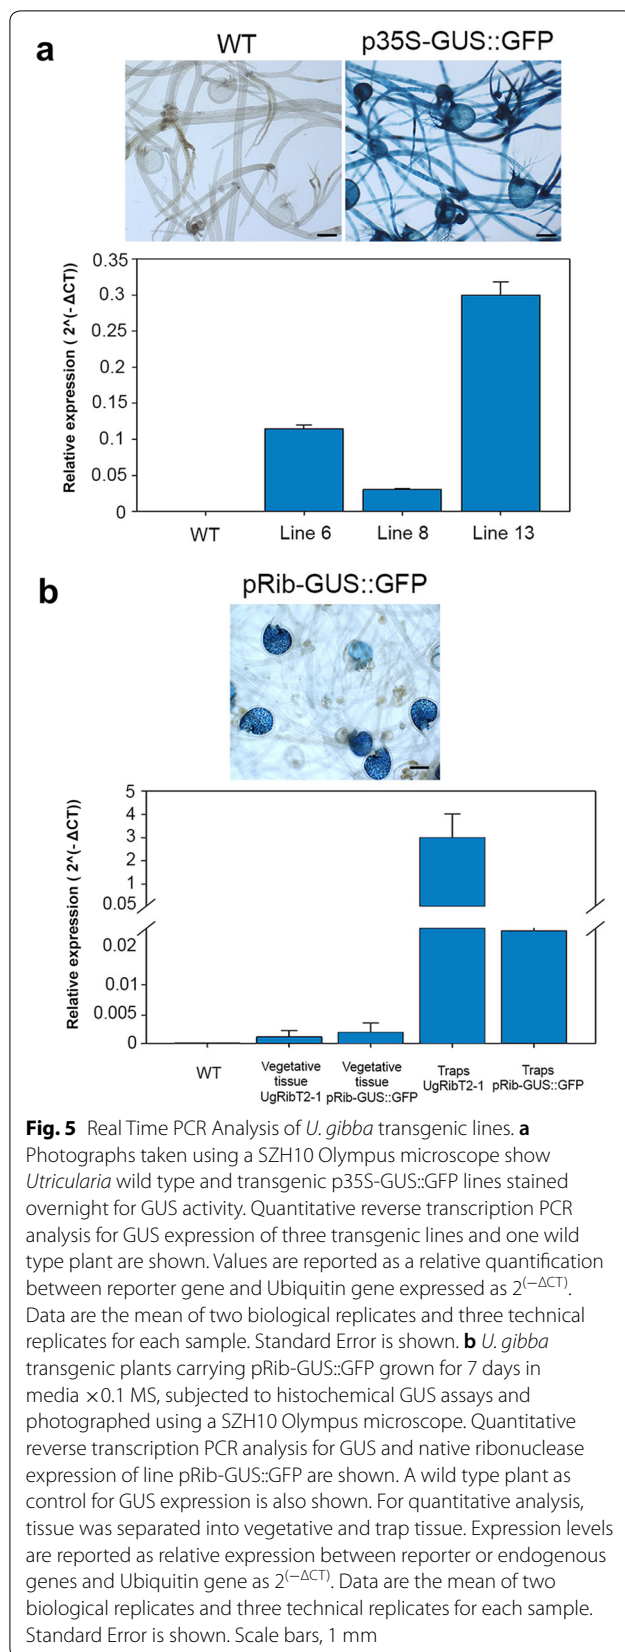 a
WT
p35S-GUS::GFP
Relative expression ( 2^(- ΔCT))
0.35
0.3
0.25
0.2
0.15
0.1
0.05
0
WT
Line 6
Line 8
Line 13
b
pRib-GUS::GFP
Relative expression ( 2^(- ΔCT))
5
4
3
2
1
0.05
0.02
0.01
0.005
0
WT
Vegetative
tissue
UgRibT2-1
Vegetative
tissue
pRib-GUS::GFP
Traps
UgRibT2-1
Traps
pRib-GUS::GFP
Fig. 5 Real Time PCR Analysis of U. gibba transgenic lines. a
Photographs taken using a SZH10 Olympus microscope show
Utricularia wild type and transgenic p35S-GUS::GFP lines stained
overnight for GUS activity. Quantitative reverse transcription PCR
analysis for GUS expression of three transgenic lines and one wild
type plant are shown. Values are reported as a relative quantification
between reporter gene and Ubiquitin gene expressed as 2(−ΔCT).
Data are the mean of two biological replicates and three technical
replicates for each sample. Standard Error is shown. b U. gibba
transgenic plants carrying pRib-GUS::GFP grown for 7 days in
media ×0.1 MS, subjected to histochemical GUS assays and
photographed using a SZH10 Olympus microscope. Quantitative
reverse transcription PCR analysis for GUS and native ribonuclease
expression of line pRib-GUS::GFP are shown. A wild type plant as
control for GUS expression is also shown. For quantitative analysis,
tissue was separated into vegetative and trap tissue. Expression levels
are reported as relative expression between reporter or endogenous
genes and Ubiquitin gene as 2(−ΔCT). Data are the mean of two
biological replicates and three technical replicates for each sample.
Standard Error is shown. Scale bars, 1 mm